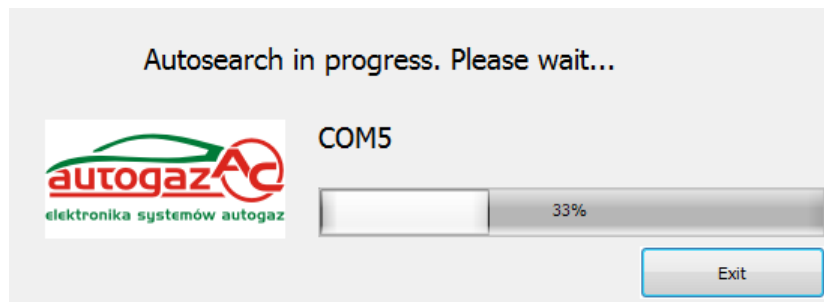 Autosearch in progress. Please wait...
COM5
autogaz AC
elektronika systemów autogaz
33%
Exit